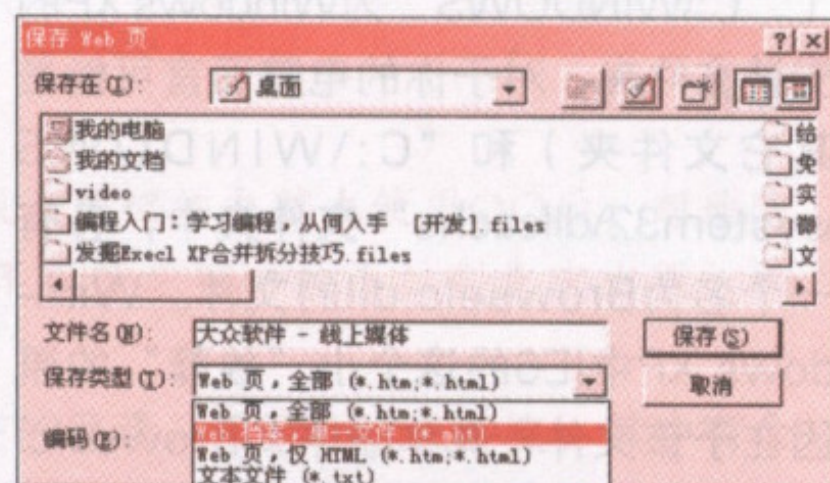 保存 Web 页
保存在(I): 桌面
我的电脑
我的文档
video
编程入门：学习编程，从何入手 [开发].files
发掘Execl XP合并拆分技巧.files
给
免
实
微
文
文件名(N): 大众软件 - 线上媒体 保存(S)
保存类型(T): Web 页，全部 (*.htm;*.html) 取消
Web 页，全部 (*.htm;*.html)
Web 档案，单一文件 (*.mht)
编码(E):
Web 页，仅 HTML (*.htm;*.html)
文本文件 (*.txt)